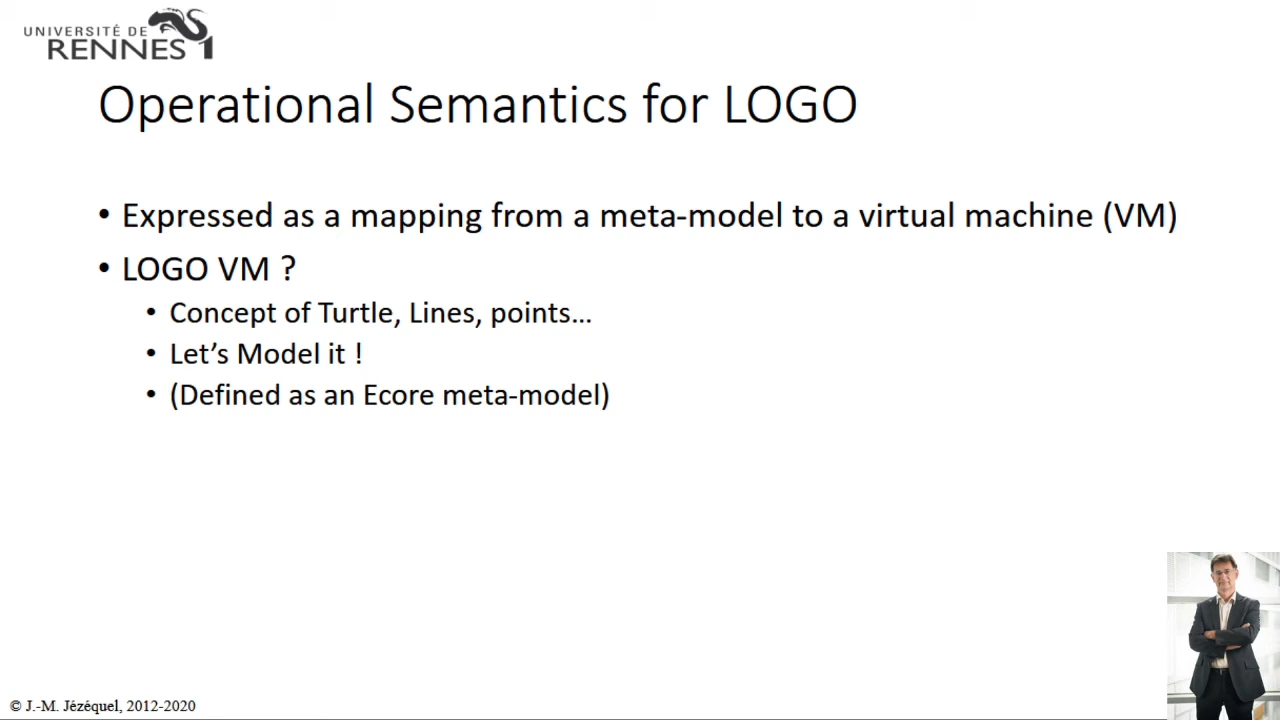 UNIVERSITÉ DE
RENNES 1
Operational Semantics for LOGO
• Expressed as a mapping from a meta-model to a virtual machine (VM)
• LOGO VM ?
• Concept of Turtle, Lines, points…
• Let’s Model it !
• (Defined as an Ecore meta-model)
© J.-M. Jézéquel, 2012-2020